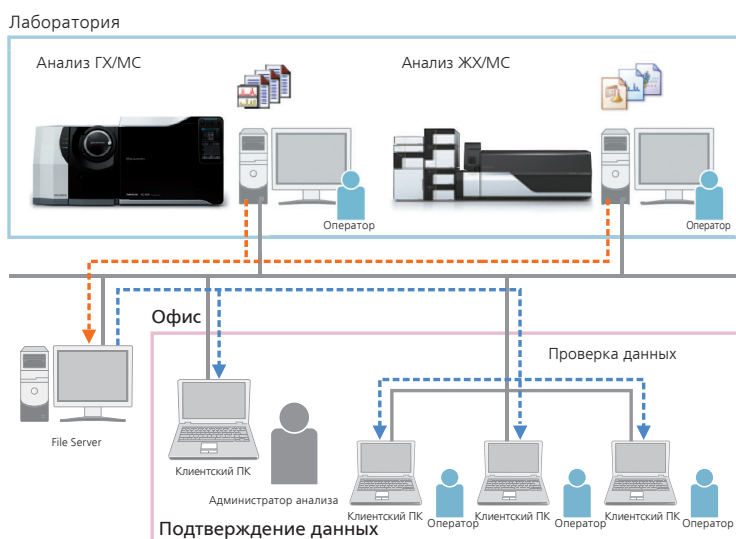 Лаборатория
Анализ ГХ/МС
Анализ ЖХ/МС
Оператор
Оператор
Офис
Проверка данных
File Server
Клиентский ПК
Администратор анализа
Клиентский ПК
Оператор
Клиентский ПК
Оператор
Клиентский ПК
Оператор
Подтверждение данных